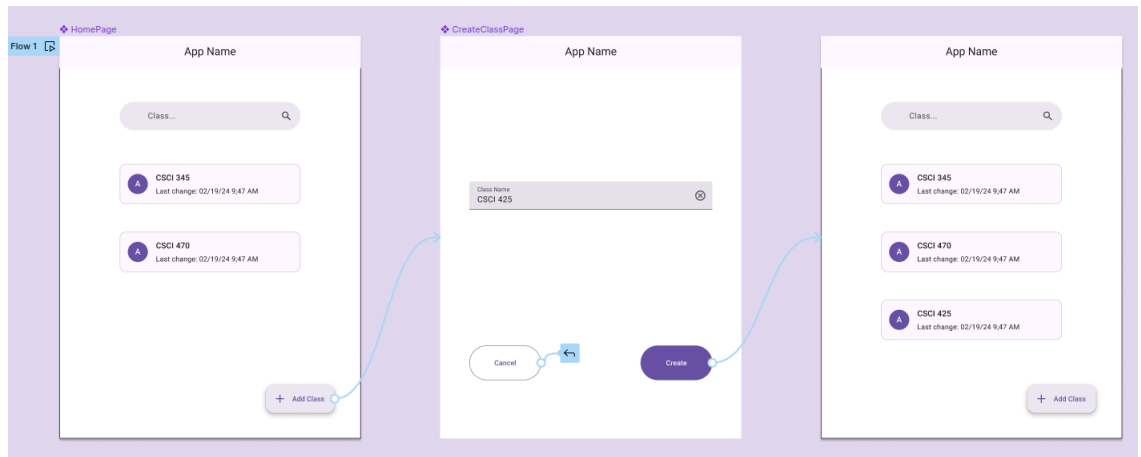 HomePage
CreateClassPage
Flow 1
App Name
Class...
A
CSCI 345
Last change: 02/19/24 9;47 AM
A
CSCI 470
Last change: 02/19/24 9;47 AM
+ Add Class
App Name
Class Name
CSCI 425
Cancel
Create
App Name
Class...
A
CSCI 345
Last change: 02/19/24 9;47 AM
A
CSCI 470
Last change: 02/19/24 9;47 AM
A
CSCI 425
Last change: 02/19/24 9;47 AM
+ Add Class